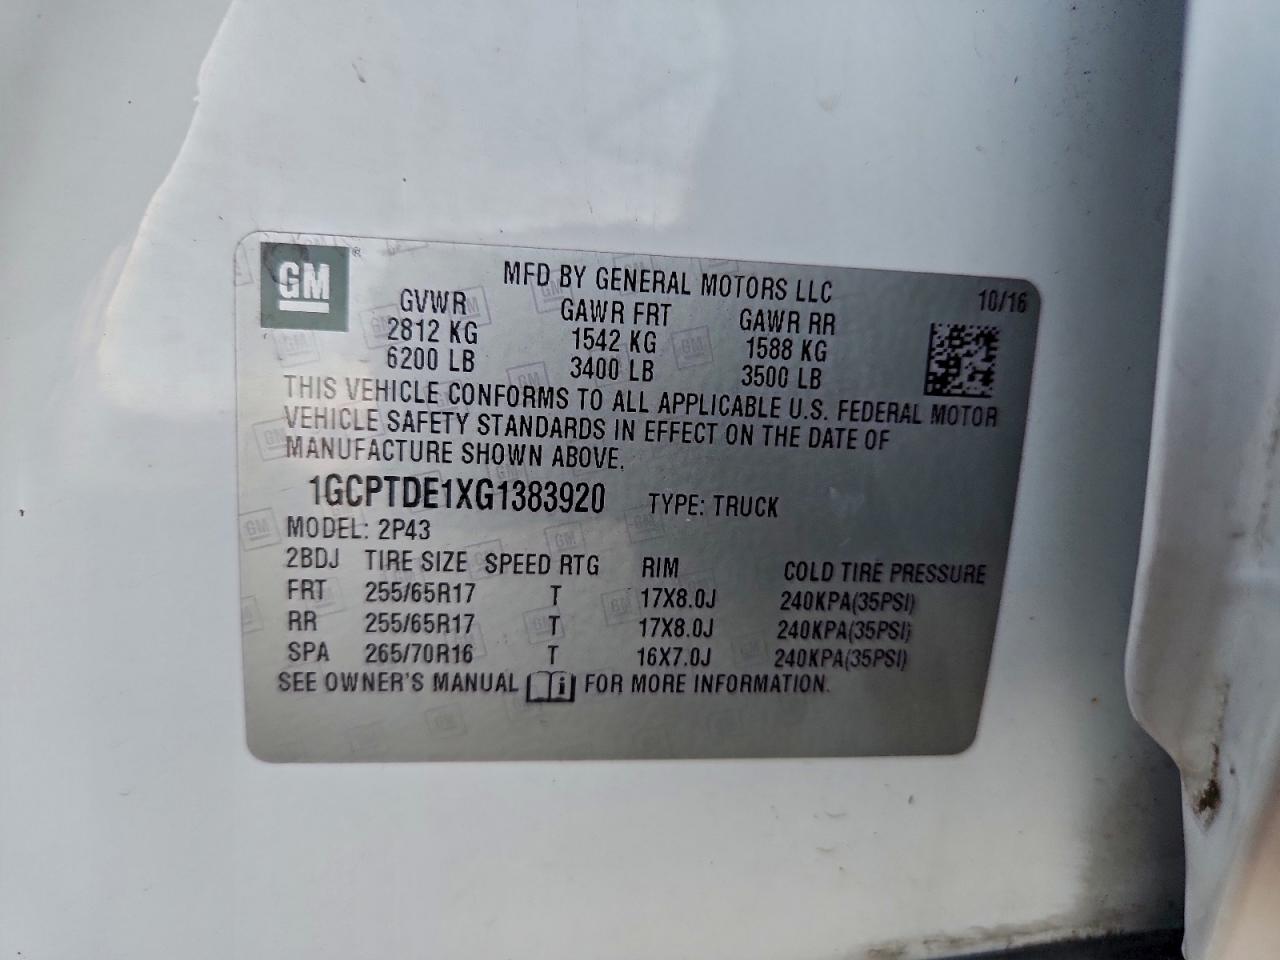 GM
MFD BY GENERAL MOTORS LLC 10/16
GVWR GAWR FRT GAWR RR
2812 KG 1542 KG 1588 KG
6200 LB 3400 LB 3500 LB
THIS VEHICLE CONFORMS TO ALL APPLICABLE U.S. FEDERAL MOTOR
VEHICLE SAFETY STANDARDS IN EFFECT ON THE DATE OF
MANUFACTURE SHOWN ABOVE.
1GCPTDE1XG1383920 TYPE: TRUCK
MODEL: 2P43
2BDJ TIRE SIZE SPEED RTG RIM COLD TIRE PRESSURE
FRT 255/65R17 T 17X8.0J 240KPA(35PSI)
RR 255/65R17 T 17X8.0J 240KPA(35PSI)
SPA 265/70R16 T 16X7.0J 240KPA(35PSI)
SEE OWNER'S MANUAL FOR MORE INFORMATION.